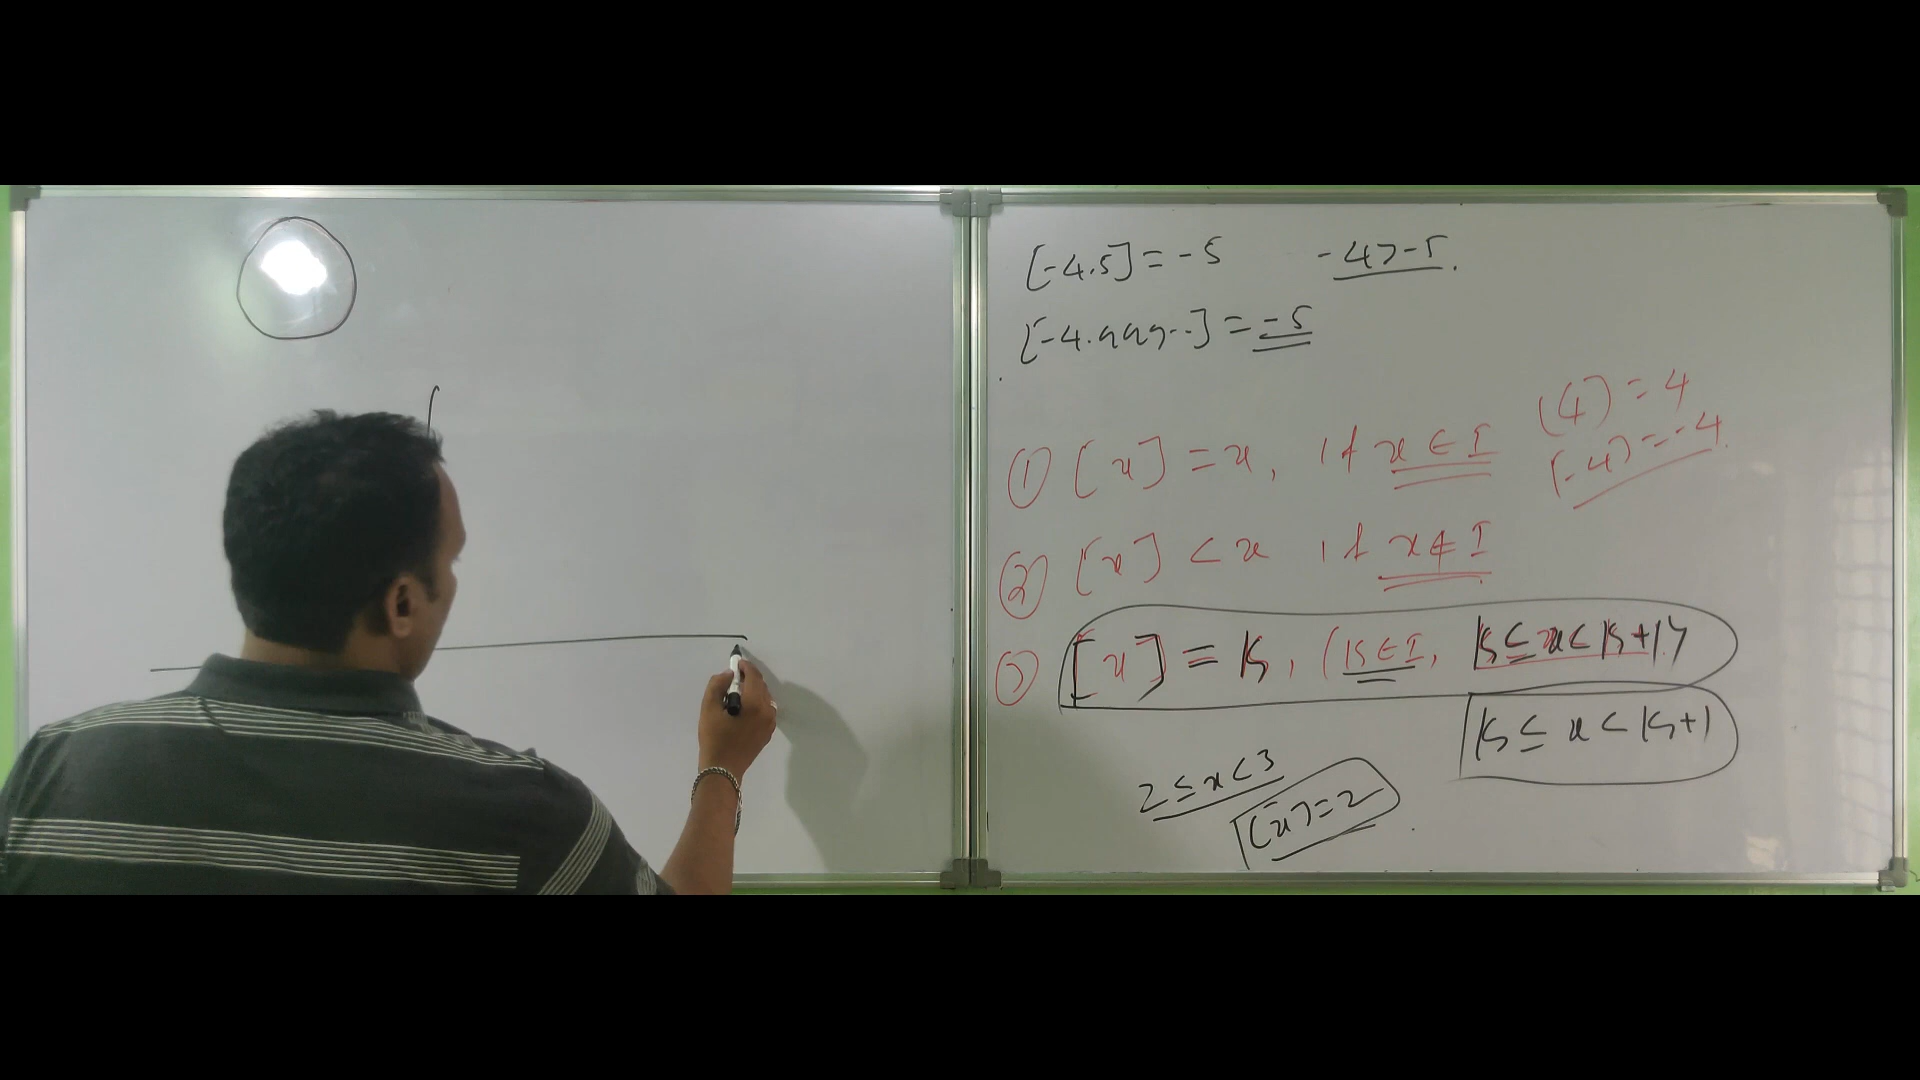 [-4.5] = -5    -4 > -5.
[-4.999--] = -5
(4) = 4
① [x] = x, if x ∈ I    [-4) = -4.
② [x] < x if x ∉ I
③ [x] = K, (K ∈ I, K ≤ x < K+1)
K ≤ x < K+1
2 ≤ x < 3
[x) = 2